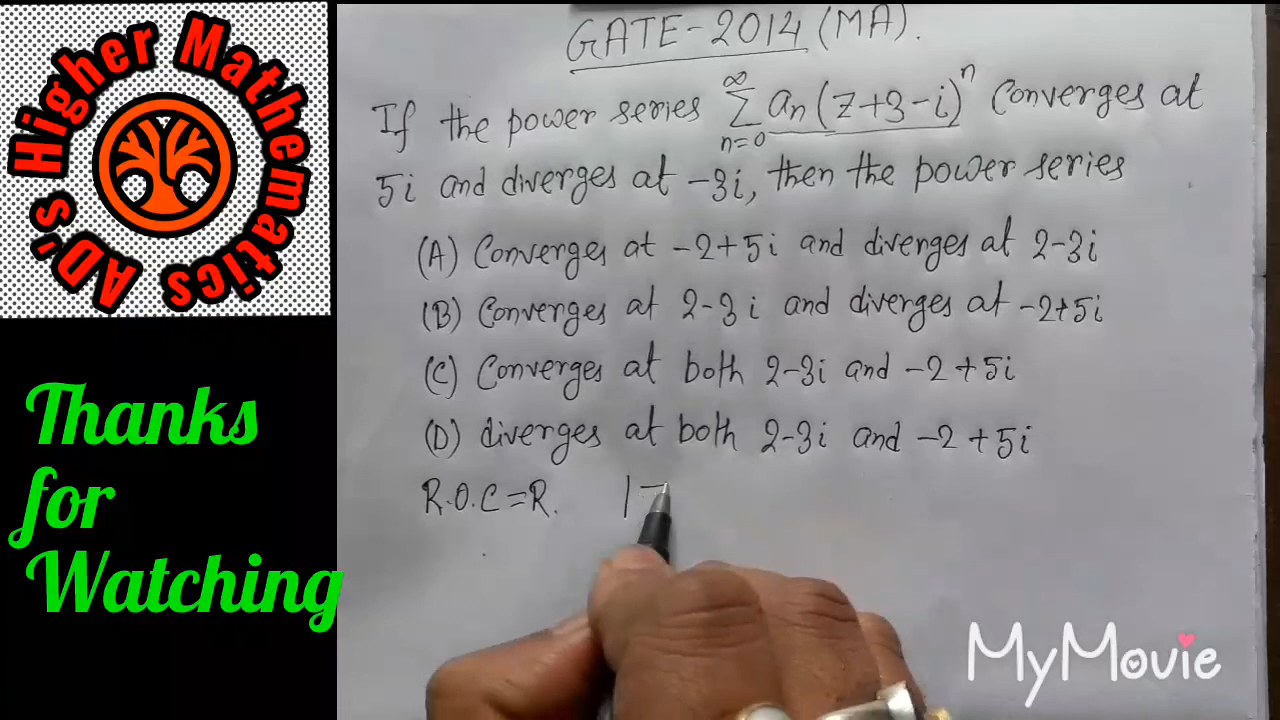 AD's Higher Mathematics
Thanks
for
Watching
GATE-2014 (MA).
If the power series ∑_{n=0}^{∞} a_n (z+3-i)^n converges at
5i and diverges at -3i, then the power series
(A) Converges at -2+5i and diverges at 2-3i
(B) Converges at 2-3i and diverges at -2+5i
(C) Converges at both 2-3i and -2+5i
(D) diverges at both 2-3i and -2+5i
R.O.C=R. |
MyMovie